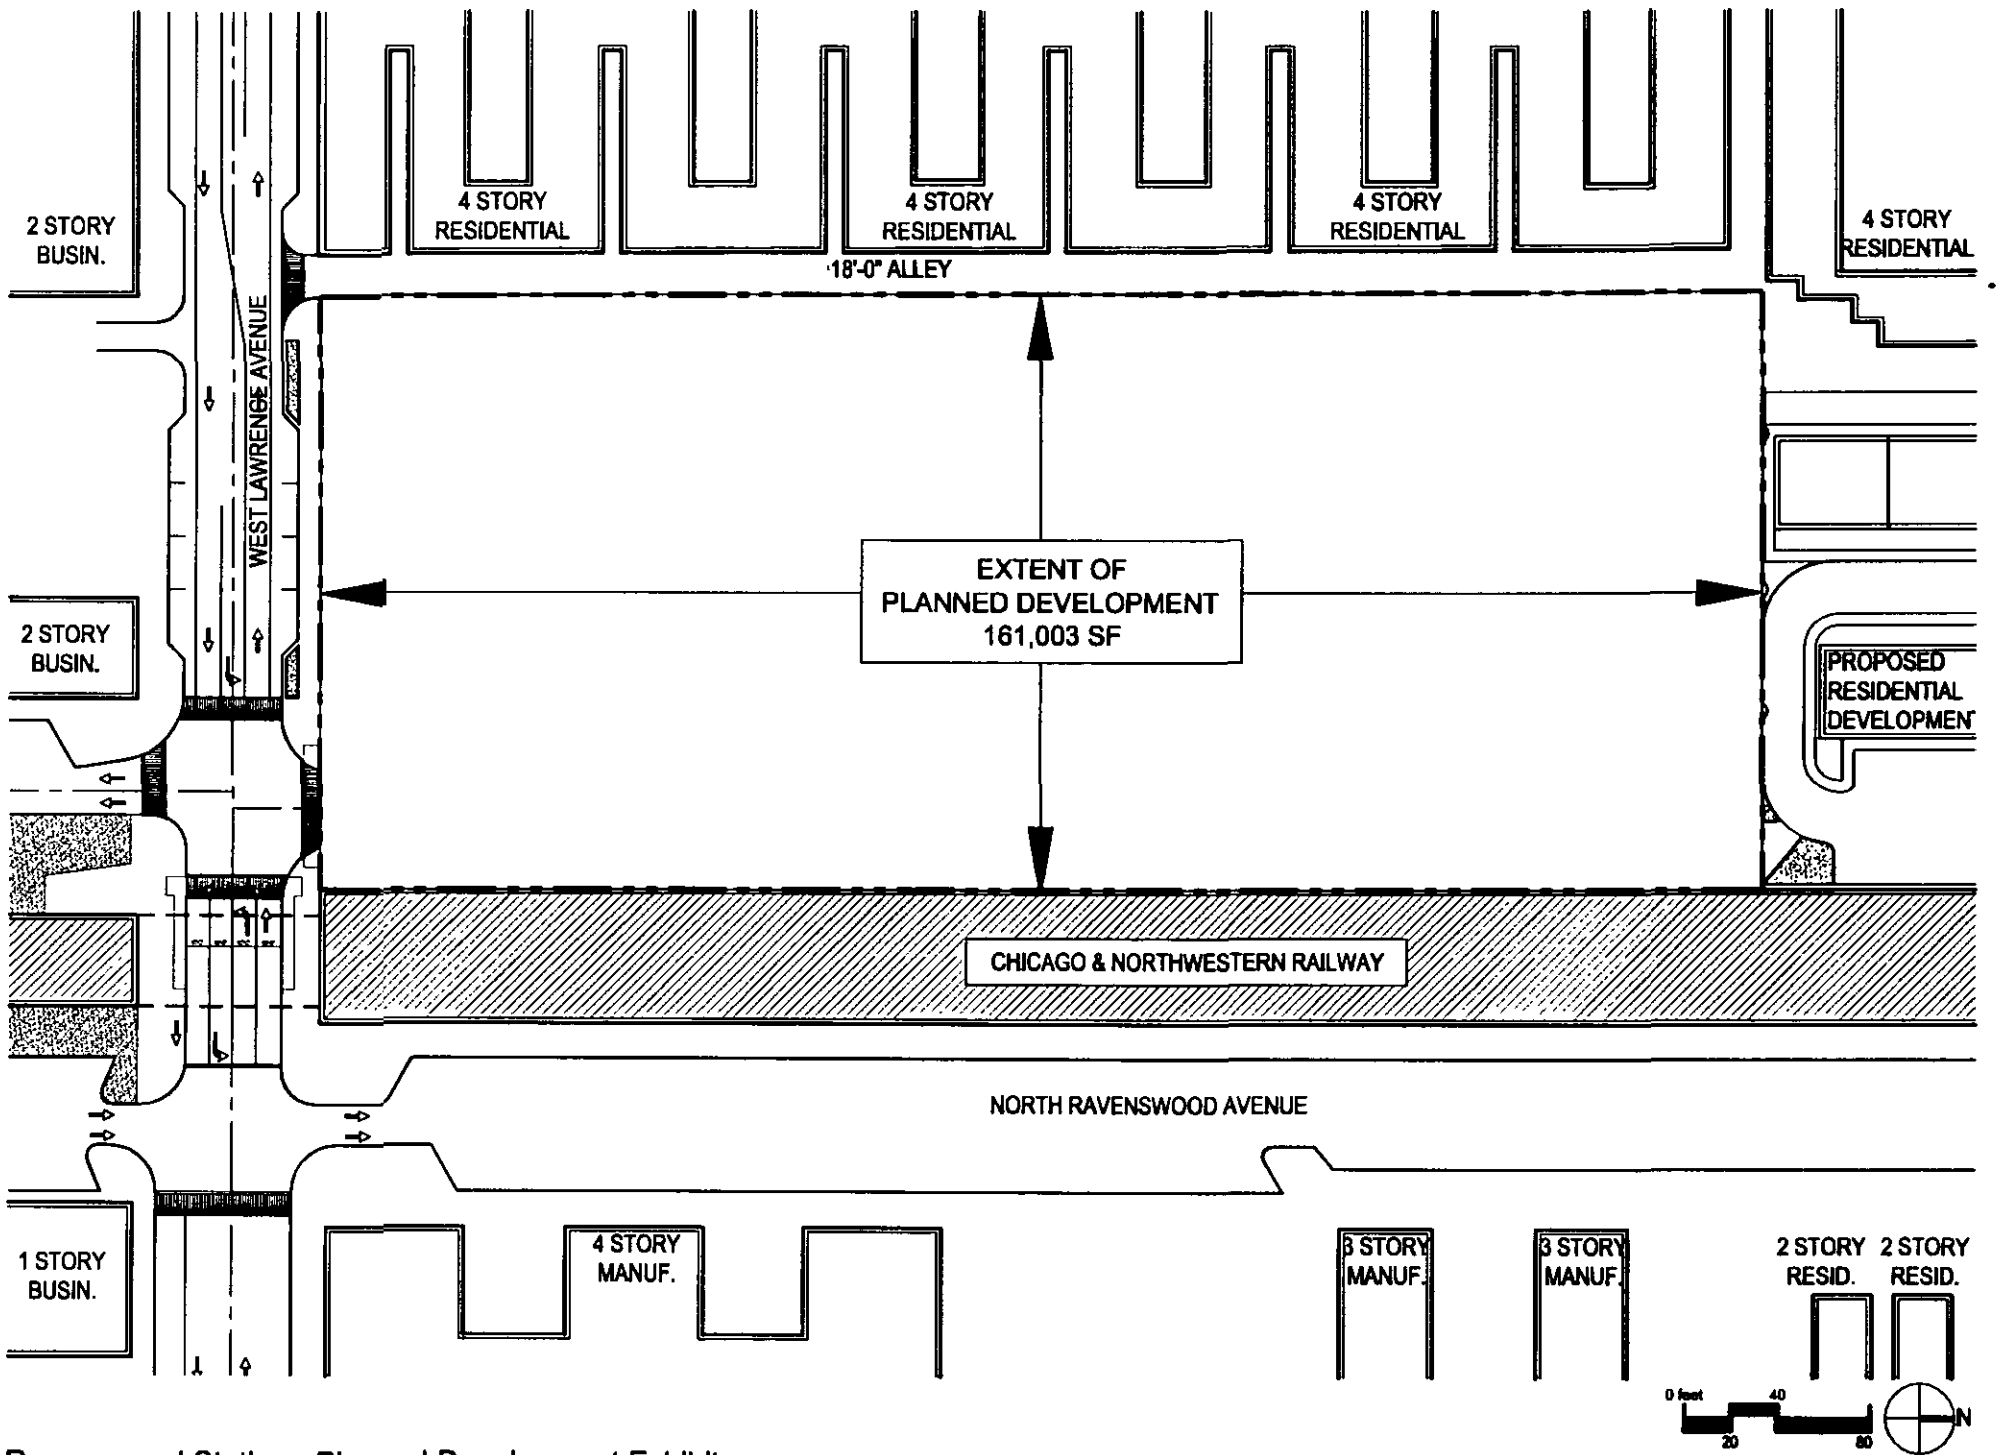 2 STORY
BUSIN.
4 STORY
RESIDENTIAL
4 STORY
RESIDENTIAL
4 STORY
RESIDENTIAL
4 STORY
RESIDENTIAL
18'-0" ALLEY
WEST LAWRENCE AVENUE
EXTENT OF
PLANNED DEVELOPMENT
161,003 SF
2 STORY
BUSIN.
PROPOSED
RESIDENTIAL
DEVELOPMENT
CHICAGO & NORTHWESTERN RAILWAY
NORTH RAVENSWOOD AVENUE
1 STORY
BUSIN.
4 STORY
MANUF.
3 STORY
MANUF.
3 STORY
MANUF.
2 STORY
RESID.
2 STORY
RESID.
0 feet
40
20
80
N